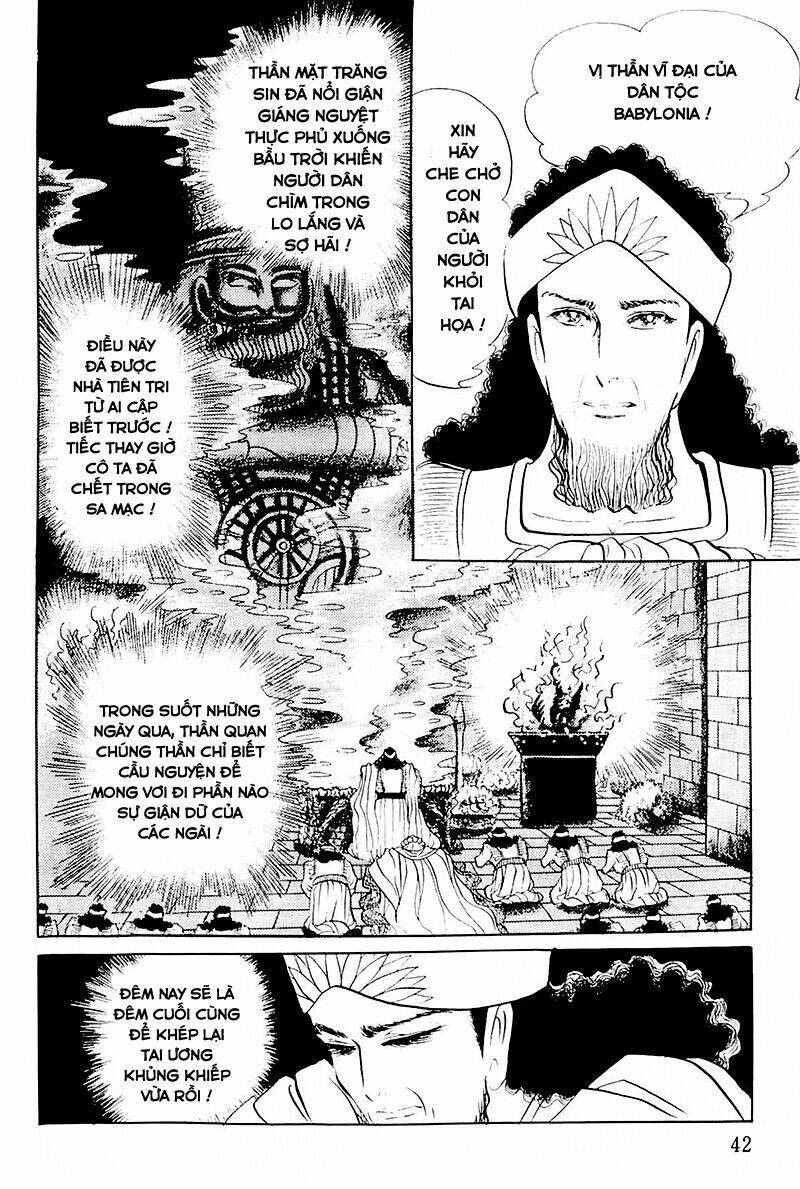 VỊ THẦN VĨ ĐẠI CỦA
DÂN TỘC
BABYLONIA !
XIN
HÃY
CHE CHỞ
CON
DÂN
CỦA
NGƯỜI
KHỎI
TAI
HỌA !
THẦN MẶT TRĂNG
SIN ĐÃ NỔI GIẬN
GIÁNG NGUYỆT
THỰC PHỦ XUỐNG
BẦU TRỜI KHIẾN
NGƯỜI DÂN
CHÌM TRONG
LO LẮNG VÀ
SỢ HÃI !
ĐIỀU NÀY
ĐÃ ĐƯỢC
NHÀ TIÊN TRI
TỪ AI CẬP
BIẾT TRƯỚC !
TIẾC THAY GIỜ
CÔ TA ĐÃ
CHẾT TRONG
SA MẠC !
TRONG SUỐT NHỮNG
NGÀY QUA, THẦN QUAN
CHÚNG THẦN CHỈ BIẾT
CẦU NGUYỆN ĐỂ
MONG VƠI ĐI PHẦN NÀO
SỰ GIẬN DỮ CỦA
CÁC NGÀI !
ĐÊM NAY SẼ LÀ
ĐÊM CUỐI CÙNG
ĐỂ KHÉP LẠI
TAI ƯƠNG
KHỦNG KHIẾP
VỪA RỒI !
42